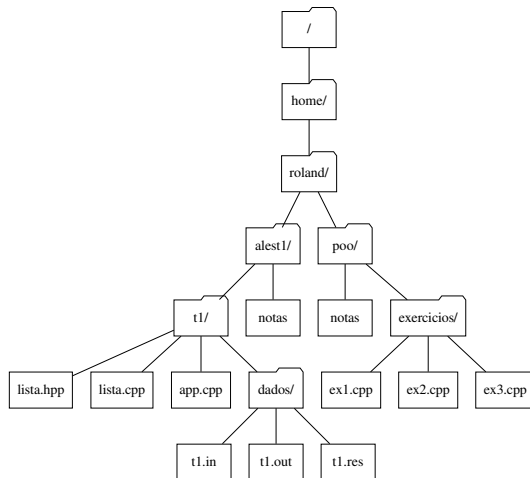 /
home/
roland/
alest1/ poo/
t1/ notas notas exercicios/
lista.hpp lista.cpp app.cpp dados/ ex1.cpp ex2.cpp ex3.cpp
t1.in t1.out t1.res